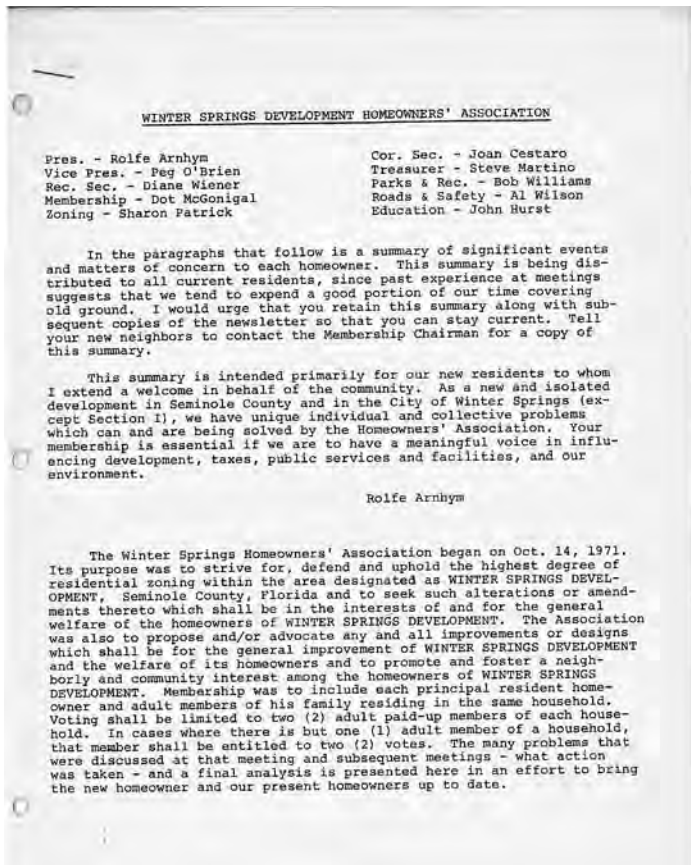 WINTER SPRINGS DEVELOPMENT HOMEOWNERS' ASSOCIATION
Pres. - Rolfe Arnhym
Vice Pres. - Peg O'Brien
Rec. Sec. - Diane Wiener
Membership - Dot McGonigal
Zoning - Sharon Patrick
Cor. Sec. - Joan Cestaro
Treasurer - Steve Martino
Parks & Rec. - Bob Williams
Roads & Safety - Al Wilson
Education - John Hurst
In the paragraphs that follow is a summary of significant events
and matters of concern to each homeowner. This summary is being dis-
tributed to all current residents, since past experience at meetings
suggests that we tend to expend a good portion of our time covering
old ground. I would urge that you retain this summary along with sub-
sequent copies of the newsletter so that you can stay current. Tell
your new neighbors to contact the Membership Chairman for a copy of
this summary.
This summary is intended primarily for our new residents to whom
I extend a welcome in behalf of the community. As a new and isolated
development in Seminole County and in the City of Winter Springs (ex-
cept Section I), we have unique individual and collective problems
which can and are being solved by the Homeowners' Association. Your
membership is essential if we are to have a meaningful voice in influ-
encing development, taxes, public services and facilities, and our
environment.
Rolfe Arnhym
The Winter Springs Homeowners' Association began on Oct. 14, 1971.
Its purpose was to strive for, defend and uphold the highest degree of
residential zoning within the area designated as WINTER SPRINGS DEVEL-
OPMENT, Seminole County, Florida and to seek such alterations or amend-
ments thereto which shall be in the interests of and for the general
welfare of the homeowners of WINTER SPRINGS DEVELOPMENT. The Association
was also to propose and/or advocate any and all improvements or designs
which shall be for the general improvement of WINTER SPRINGS DEVELOPMENT
and the welfare of its homeowners and to promote and foster a neigh-
borly and community interest among the homeowners of WINTER SPRINGS
DEVELOPMENT. Membership was to include each principal resident home-
owner and adult members of his family residing in the same household.
Voting shall be limited to two (2) adult paid-up members of each house-
hold. In cases where there is but one (1) adult member of a household,
that member shall be entitled to two (2) votes. The many problems that
were discussed at that meeting and subsequent meetings - what action
was taken - and a final analysis is presented here in an effort to bring
the new homeowner and our present homeowners up to date.